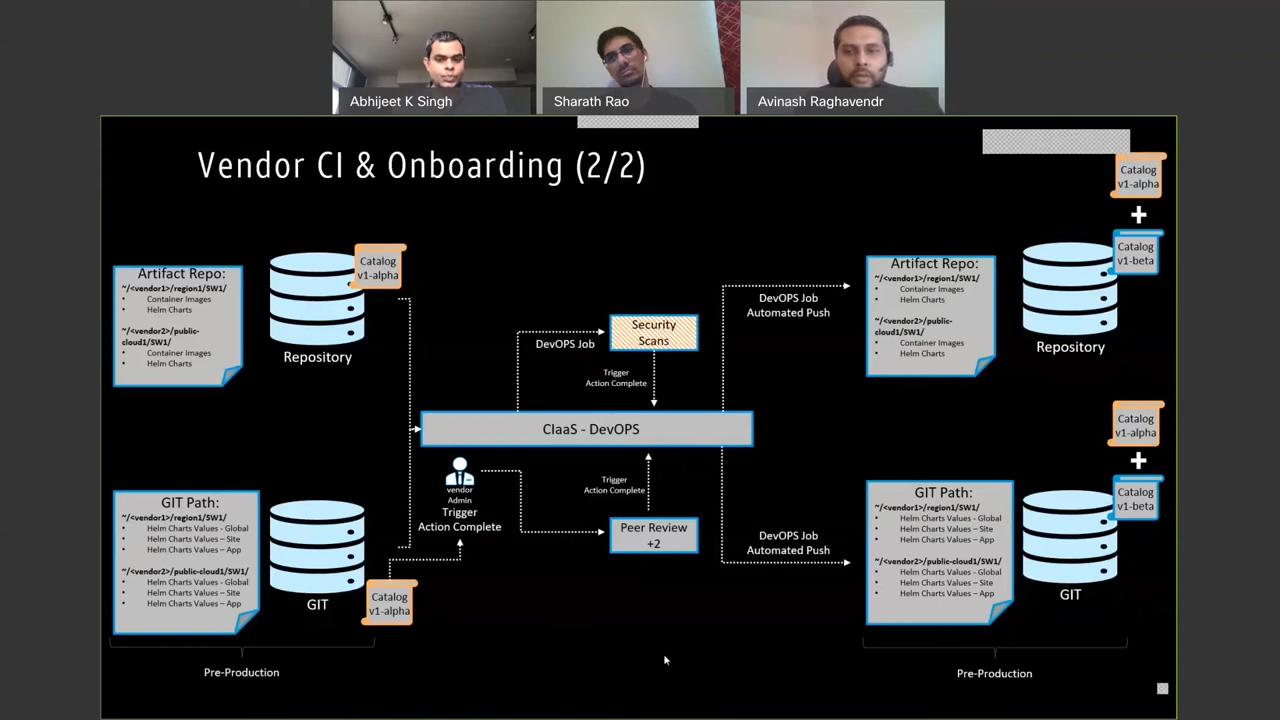 Abhijeet K Singh
Sharath Rao
Avinash Raghavendr
Vendor CI & Onboarding (2/2)
Catalog
v1-alpha
+
Catalog
v1-beta
Artifact Repo:
~/<vendor1>/region1/SW1/
• Container Images
• Helm Charts
~/<vendor2>/public-
cloud1/SW1/
• Container Images
• Helm Charts
Catalog
v1-alpha
Repository
DevOPS Job
Security
Scans
Trigger
Action Complete
DevOPS Job
Automated Push
Artifact Repo:
~/<vendor1>/region1/SW1/
• Container Images
• Helm Charts
~/<vendor2>/public-
cloud1/SW1/
• Container Images
• Helm Charts
Repository
CIaaS - DevOPS
Catalog
v1-alpha
+
Catalog
v1-beta
GIT Path:
~/<vendor1>/region1/SW1/
• Helm Charts Values - Global
• Helm Charts Values – Site
• Helm Charts Values – App
~/<vendor2>/public-cloud1/SW1/
• Helm Charts Values - Global
• Helm Charts Values – Site
• Helm Charts Values – App
GIT
Catalog
v1-alpha
vendor
Admin
Trigger
Action Complete
Trigger
Action Complete
Peer Review
+2
DevOPS Job
Automated Push
GIT Path:
~/<vendor1>/region1/SW1/
• Helm Charts Values - Global
• Helm Charts Values – Site
• Helm Charts Values – App
~/<vendor2>/public-cloud1/SW1/
• Helm Charts Values - Global
• Helm Charts Values – Site
• Helm Charts Values – App
GIT
Pre-Production
Pre-Production